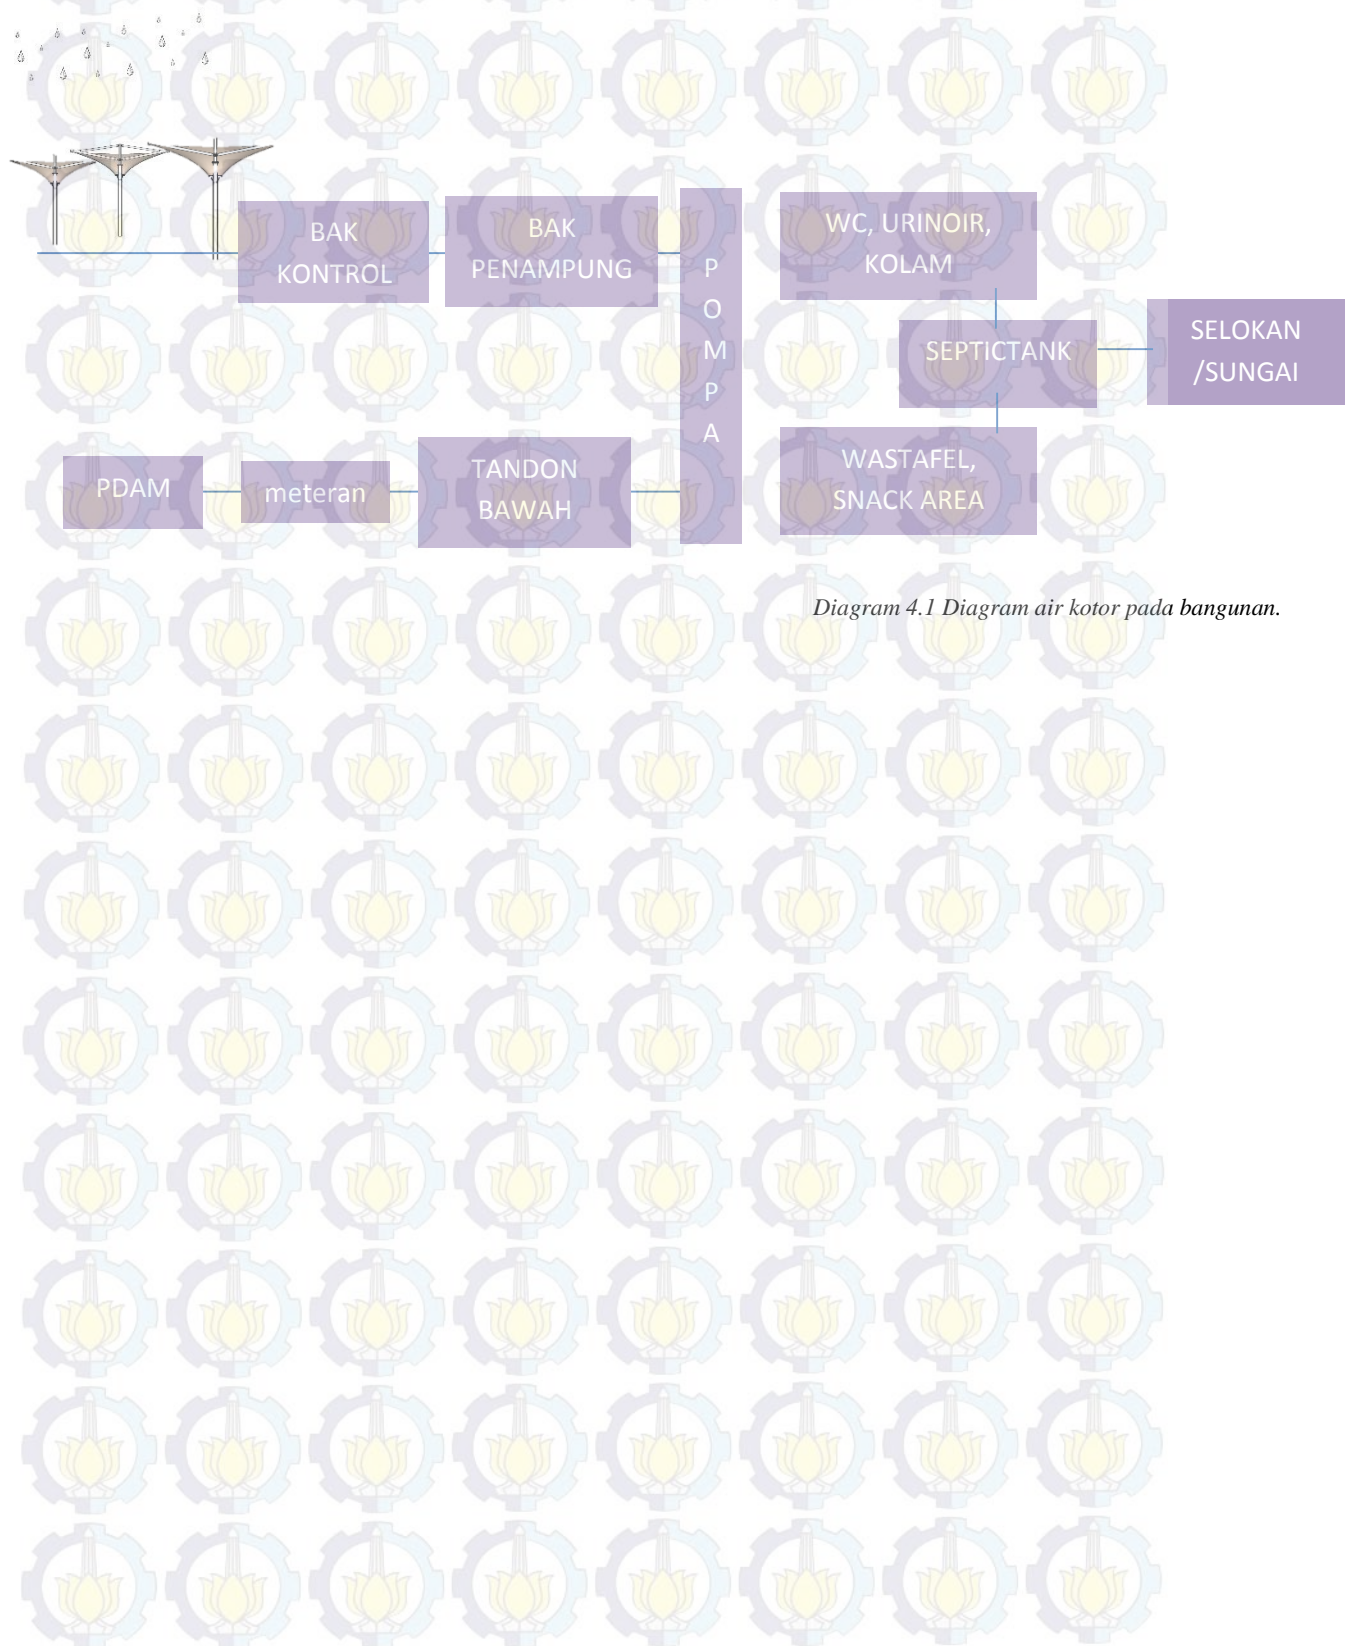 BAK
KONTROL
BAK
PENAMPUNG
P
O
M
P
A
WC, URINOIR,
KOLAM
SEPTICTANK
SELOKAN
/SUNGAI
PDAM
meteran
TANDON
BAWAH
WASTAFEL,
SNACK AREA
Diagram 4.1 Diagram air kotor pada bangunan.